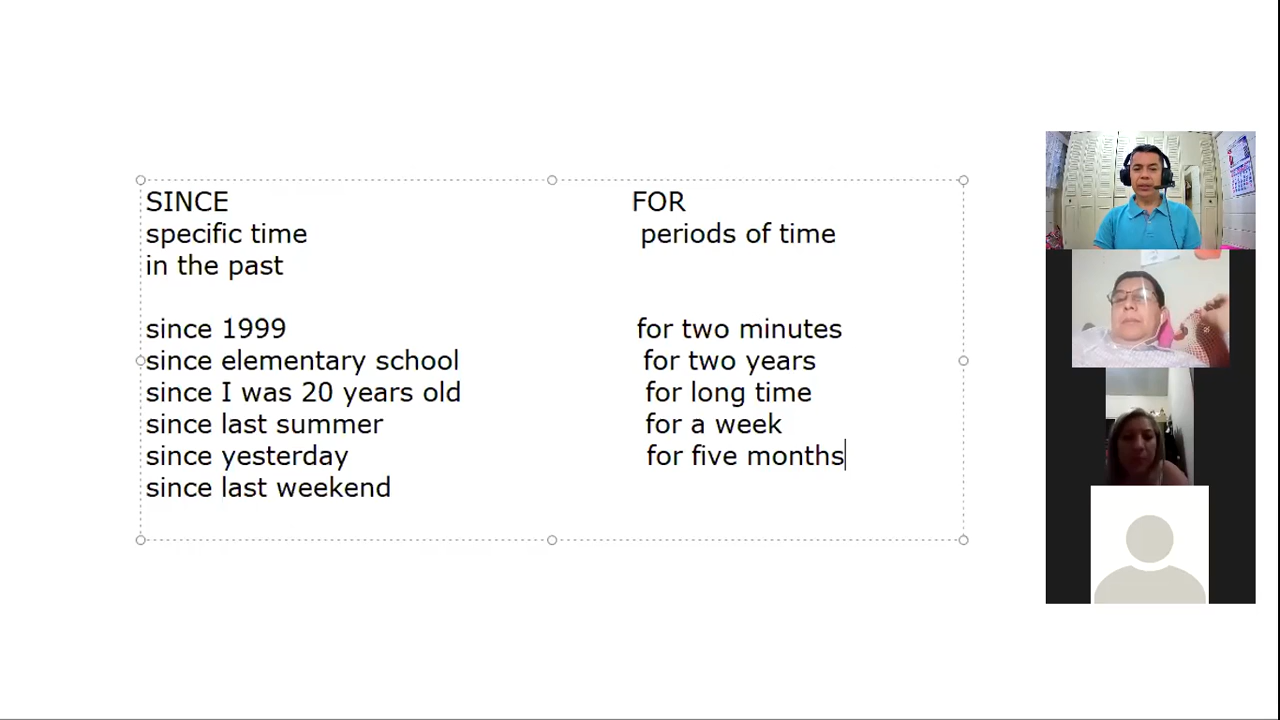 SINCE FOR
specific time periods of time
in the past
since 1999 for two minutes
since elementary school for two years
since I was 20 years old for long time
since last summer for a week
since yesterday for five months
since last weekend